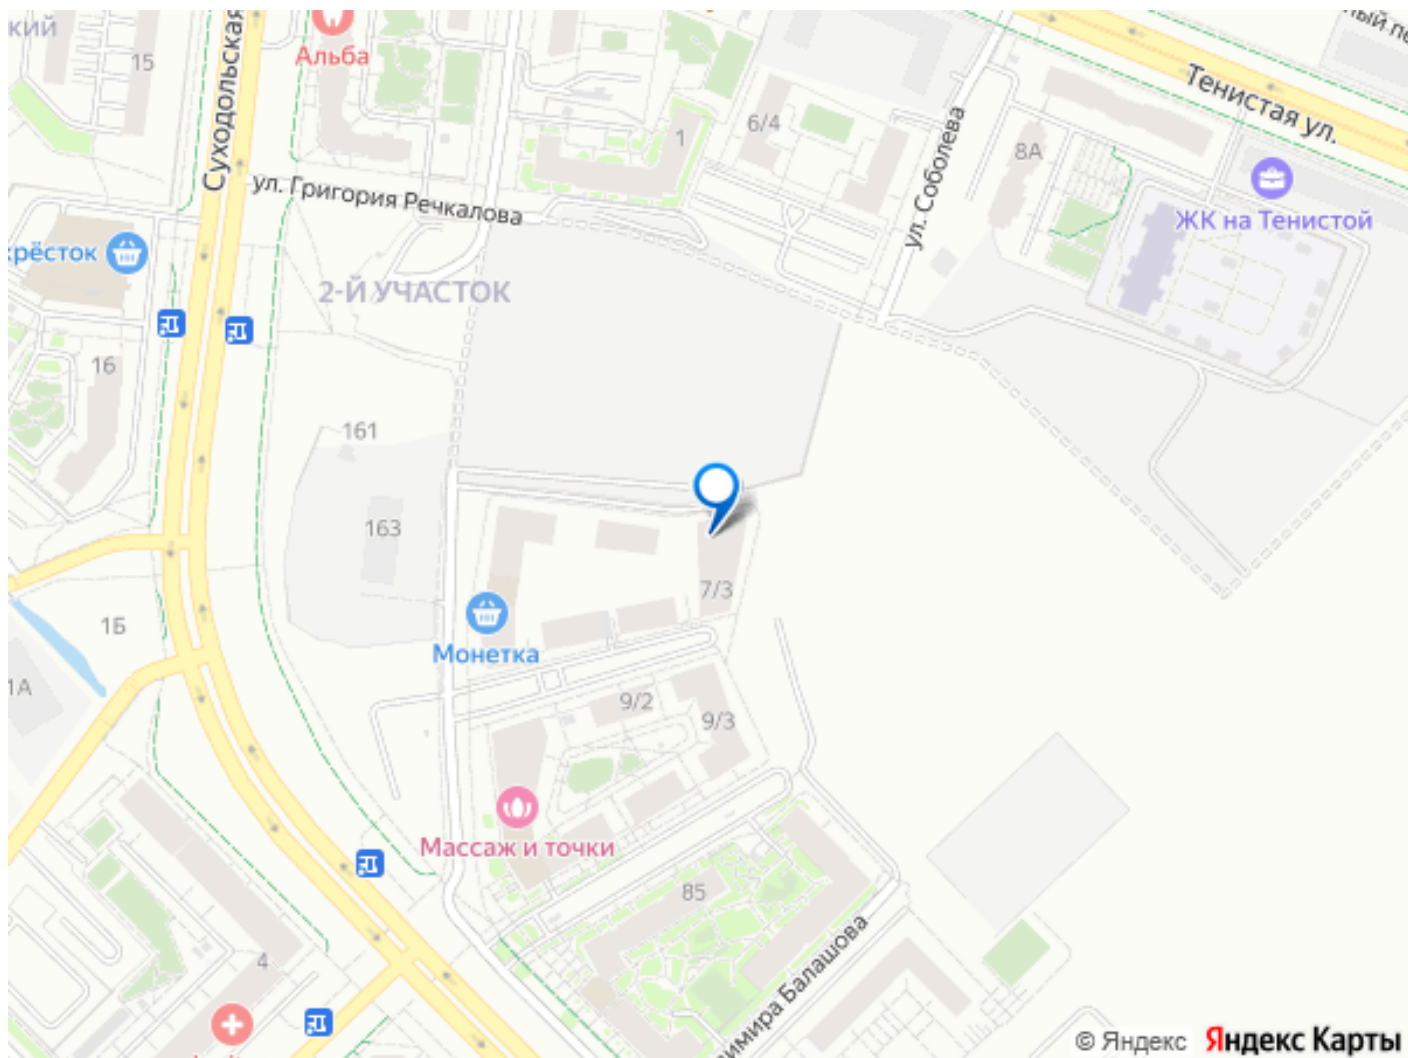 кий
15
Альба
Суходольская
Тенистая ул.
1
6/4
ул. Соболева
8А
ул. Григория Речкалова
ЖК на Тенистой
крёсток
2-Й УЧАСТОК
16
161
163
7/3
1Б
Монетка
1А
9/2
9/3
Массаж и точки
85
4
имира Балашова
© Яндекс Яндекс Карты